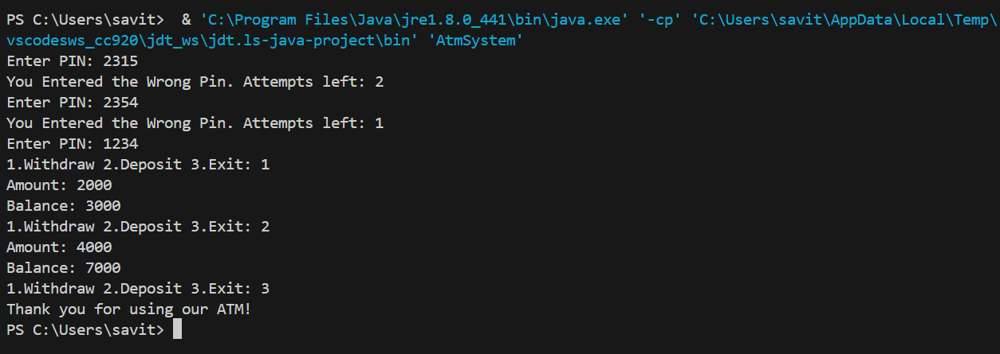 PS C:\Users\savit>  & 'C:\Program Files\Java\jre1.8.0_441\bin\java.exe' '-cp' 'C:\Users\savit\AppData\Local\Temp\
vscodesws_cc920\jdt_ws\jdt.ls-java-project\bin' 'AtmSystem'
Enter PIN: 2315
You Entered the Wrong Pin. Attempts left: 2
Enter PIN: 2354
You Entered the Wrong Pin. Attempts left: 1
Enter PIN: 1234
1.Withdraw 2.Deposit 3.Exit: 1
Amount: 2000
Balance: 3000
1.Withdraw 2.Deposit 3.Exit: 2
Amount: 4000
Balance: 7000
1.Withdraw 2.Deposit 3.Exit: 3
Thank you for using our ATM!
PS C:\Users\savit>